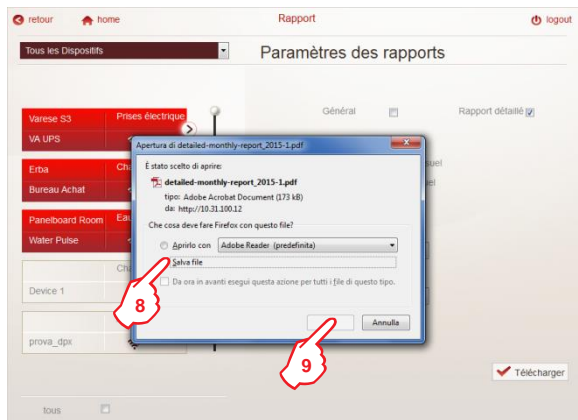 retour
home
Rapport
logout
Tous les Dispositifs
Paramètres des rapports
Général
Rapport détaillé
Varese S3
Prises électrique
VA UPS
Erba
Bureau Achat
Panelboard Room
Eau
Water Pulse
Device 1
prova_dpx
tous
Apertura di detailed-monthly-report_2015-1.pdf
È stato scelto di aprire:
detailed-monthly-report_2015-1.pdf
tipo: Adobe Acrobat Document (173 kB)
da: http://10.31.100.12
Che cosa deve fare Firefox con questo file?
Aprirlo con
Adobe Reader (predefinita)
Salva file
Da ora in avanti esegui questa azione per tutti i file di questo tipo.
Annulla
8
9
Télécharger